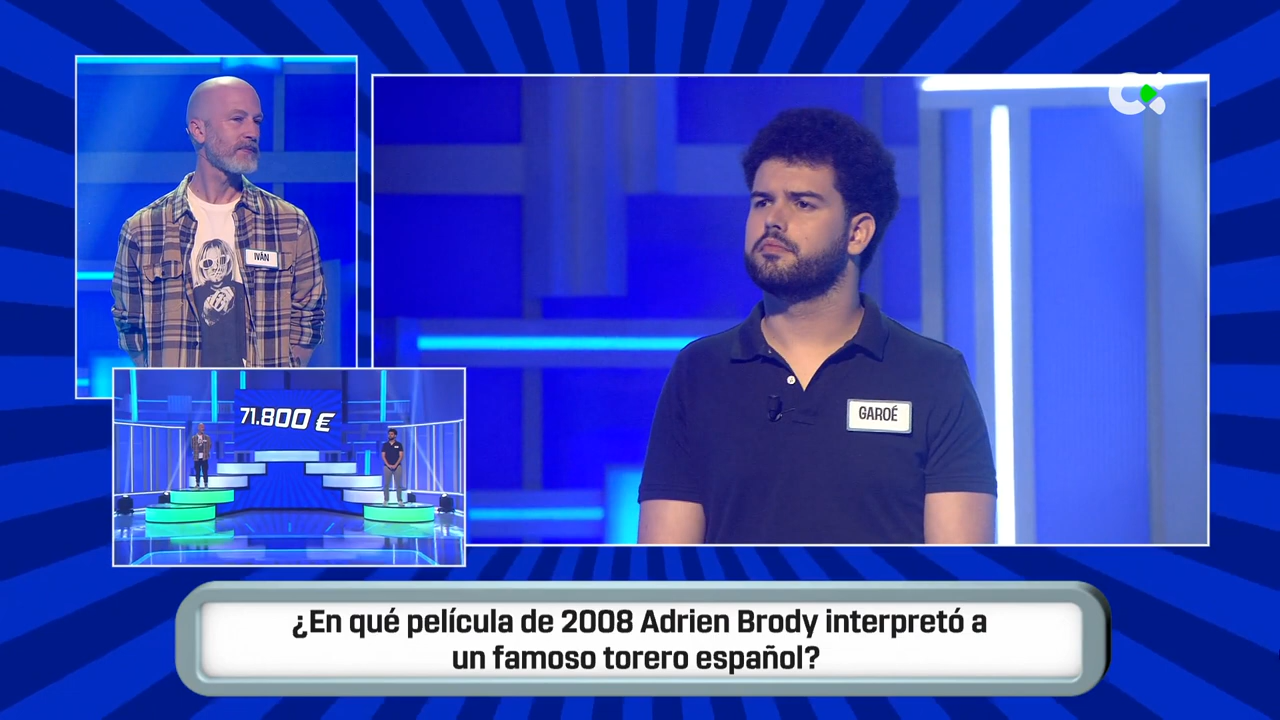 IVÁN
GAROÉ
71.800 €
¿En qué película de 2008 Adrien Brody interpretó a
un famoso torero español?